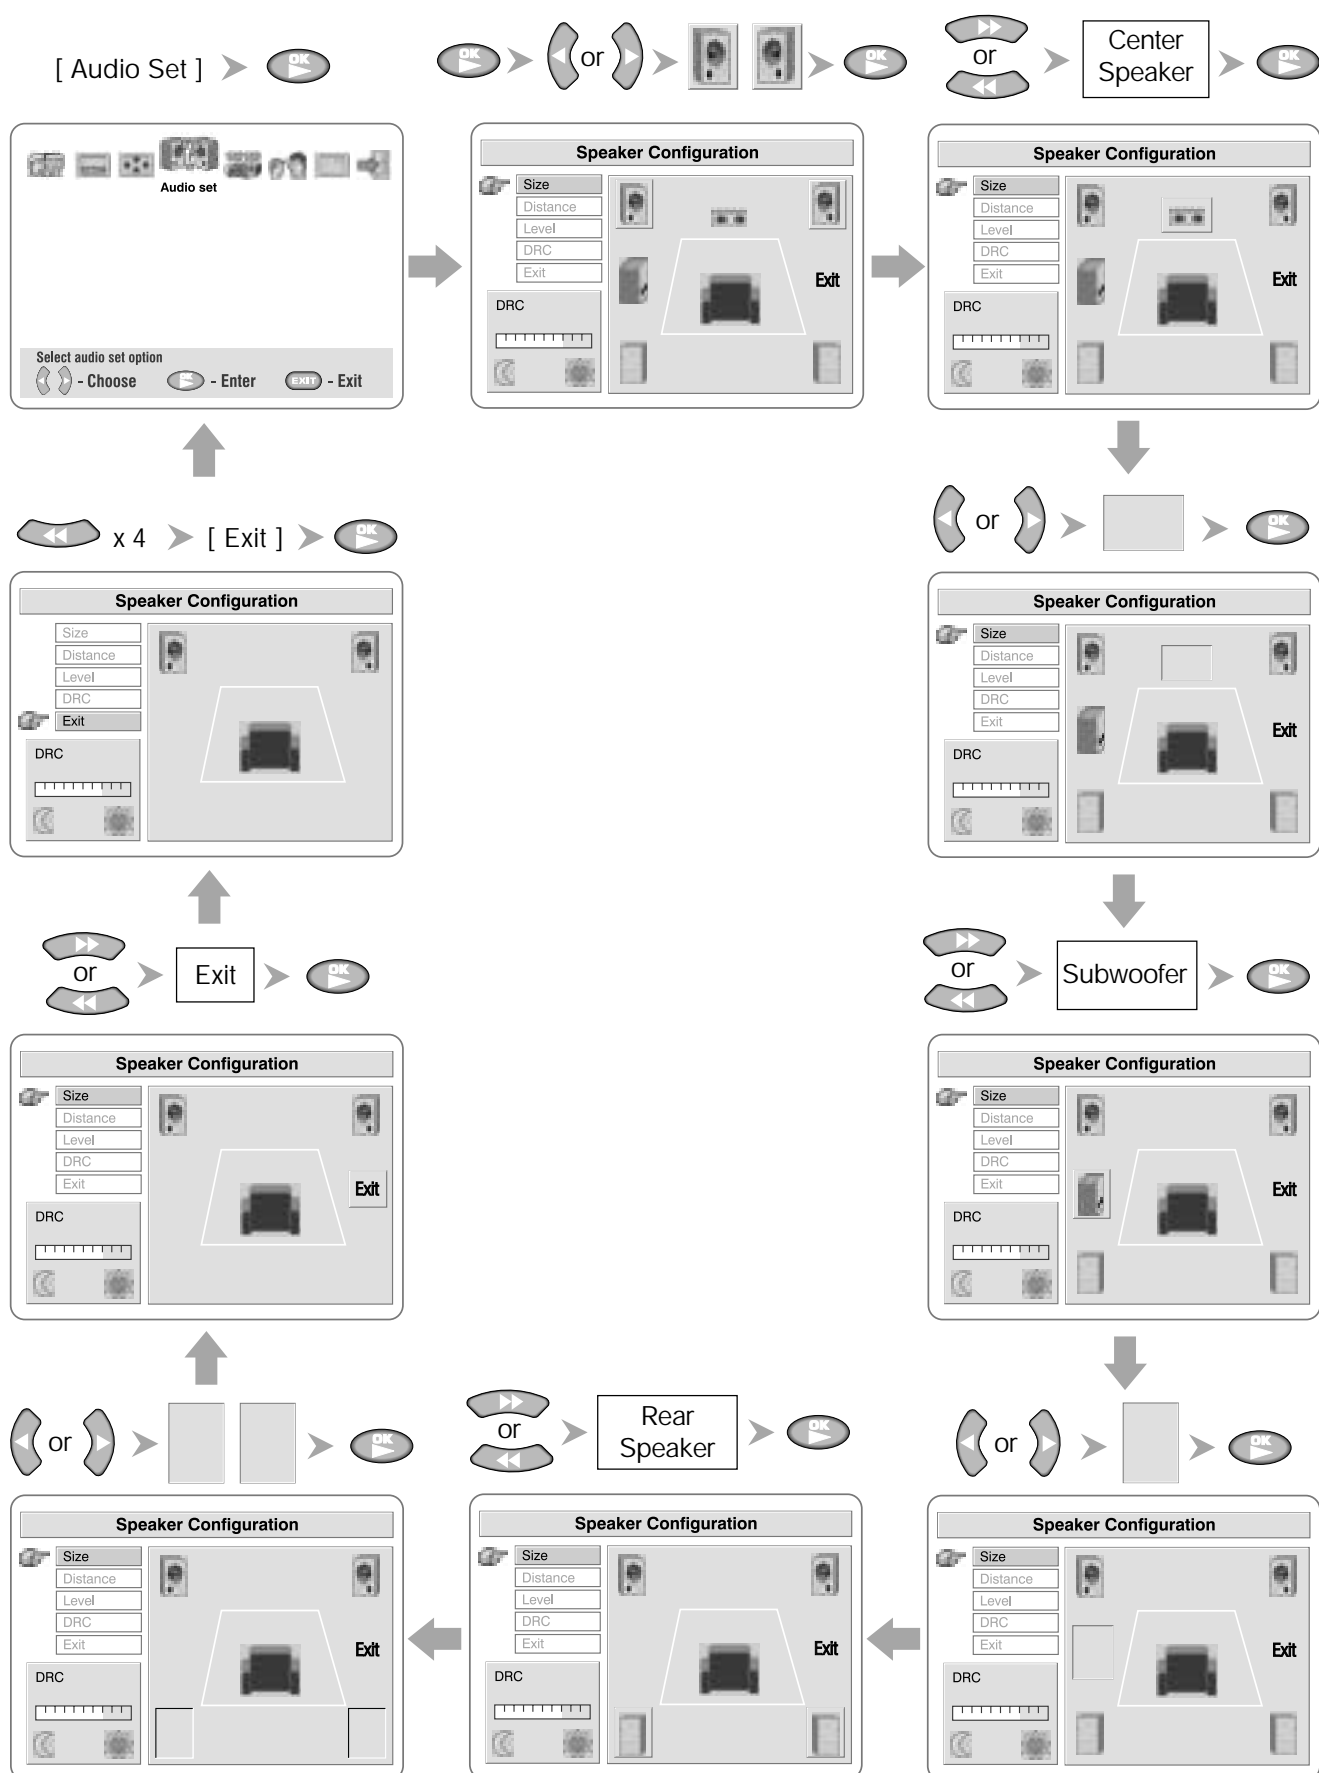 [ Audio Set ] OK
OK or OK
or Center Speaker OK
Audio set
Select audio set option
- Choose OK - Enter EXIT - Exit
Speaker Configuration
Size
Distance
Level
DRC
Exit
DRC
Exit
Speaker Configuration
Size
Distance
Level
DRC
Exit
DRC
Exit
or OK
Speaker Configuration
Size
Distance
Level
DRC
Exit
DRC
Exit
or Subwoofer OK
Speaker Configuration
Size
Distance
Level
DRC
Exit
DRC
Exit
or OK
Speaker Configuration
Size
Distance
Level
DRC
Exit
DRC
Exit
or Rear Speaker OK
Speaker Configuration
Size
Distance
Level
DRC
Exit
DRC
Exit
or OK
Speaker Configuration
Size
Distance
Level
DRC
Exit
DRC
Exit
or Exit OK
Speaker Configuration
Size
Distance
Level
DRC
Exit
DRC
Exit
x 4 [ Exit ] OK
Speaker Configuration
Size
Distance
Level
DRC
Exit
DRC